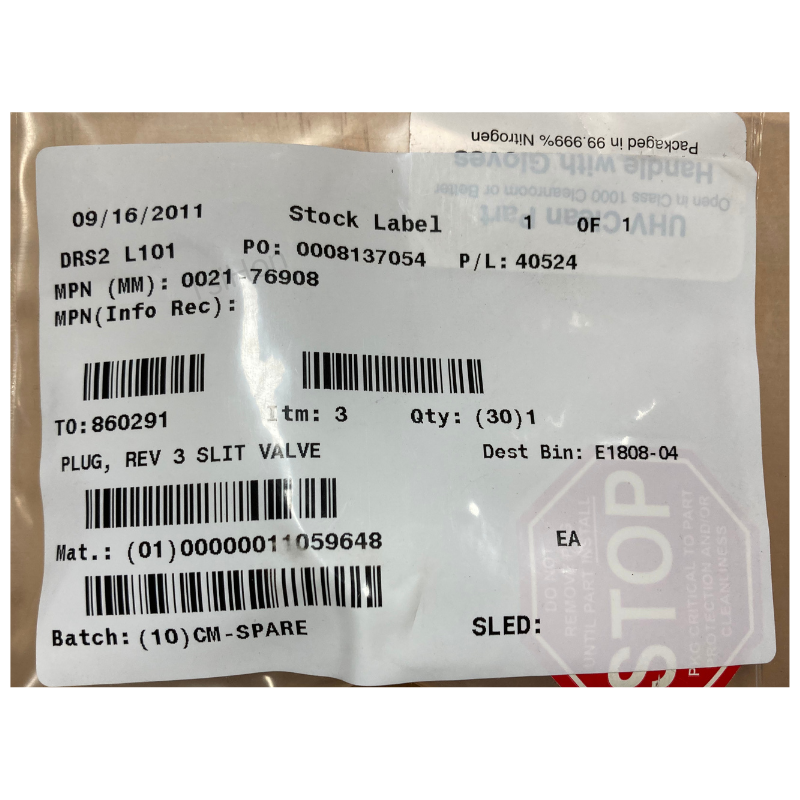 Packaged in 99.999% Nitrogen
Handle with Gloves
Open in Class 1000 Cleanroom or Better
UHV Clean Part
09/16/2011 Stock Label 1 OF 1
DRS2 L101 PO: 0008137054 P/L: 40524
MPN (MM): 0021-76908
MPN(Info Rec):
TO:860291 Itm: 3 Qty: (30)1
PLUG, REV 3 SLIT VALVE Dest Bin: E1808-04
Mat.: (01)00000011059648 EA
Batch: (10)CM-SPARE SLED:
STOP
DO NOT
REMOVE
UNTIL PART INSTALL
PKG CRITICAL TO PART
PROTECTION AND/OR
CLEANLINESS